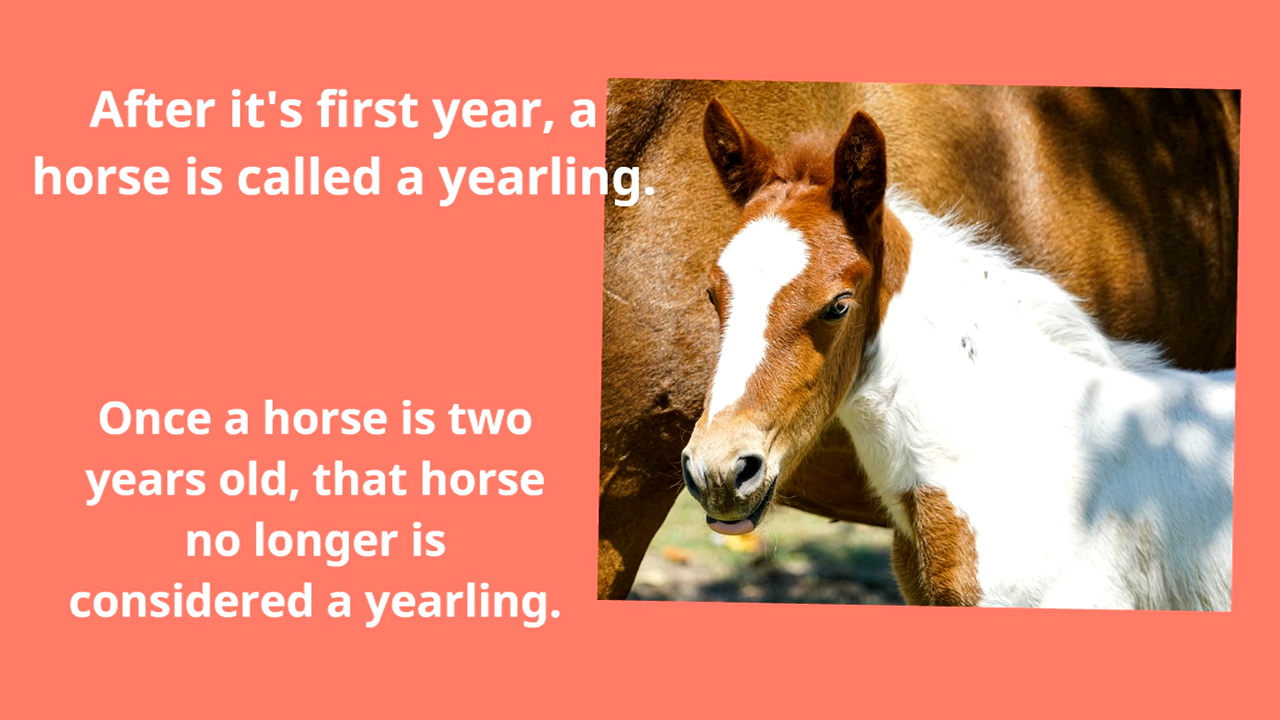 After it's first year, a
horse is called a yearling.
Once a horse is two
years old, that horse
no longer is
considered a yearling.